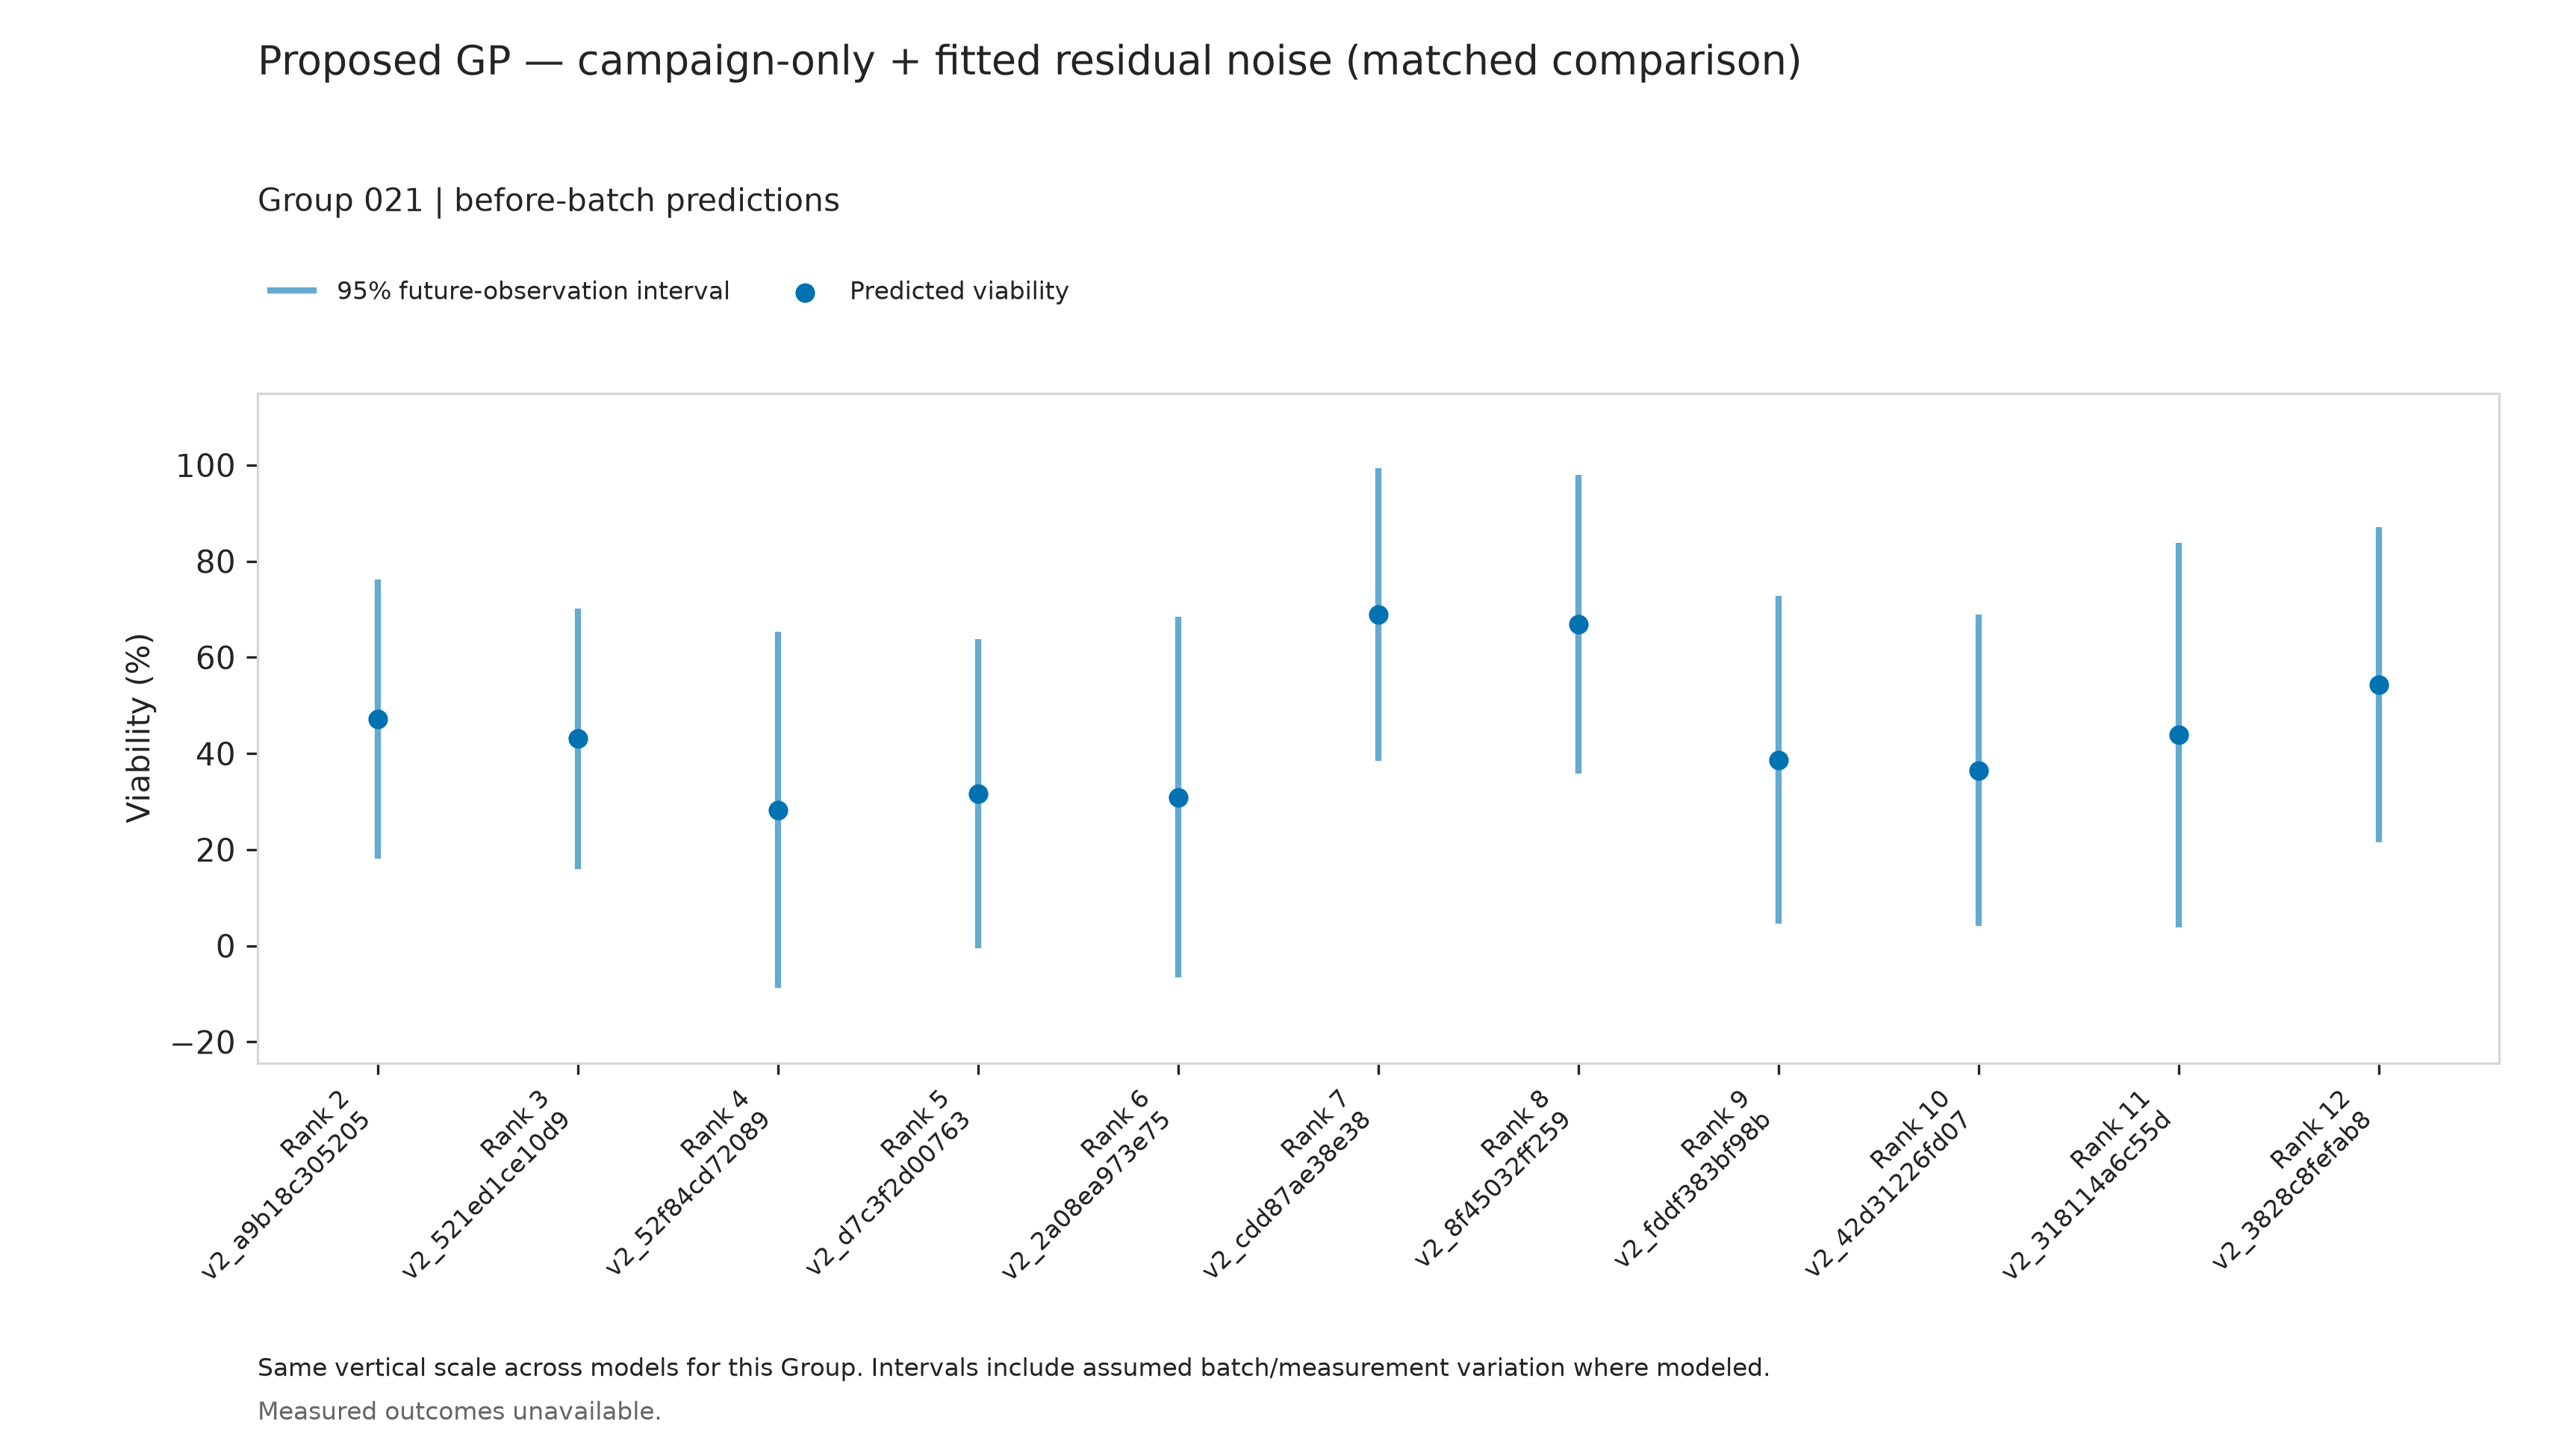 Proposed GP — campaign-only + fitted residual noise (matched comparison)
Group 021 | before-batch predictions
95% future-observation interval
Predicted viability
Viability (%)
100
80
60
40
20
0
−20
Rank 2
v2_a9b18c305205
Rank 3
v2_521ed1ce10d9
Rank 4
v2_52f84cd72089
Rank 5
v2_d7c3f2d00763
Rank 6
v2_2a08ea973e75
Rank 7
v2_cdd87ae38e38
Rank 8
v2_8f45032ff259
Rank 9
v2_fddf383bf98b
Rank 10
v2_42d31226fd07
Rank 11
v2_318114a6c55d
Rank 12
v2_3828c8fefab8
Same vertical scale across models for this Group. Intervals include assumed batch/measurement variation where modeled.
Measured outcomes unavailable.